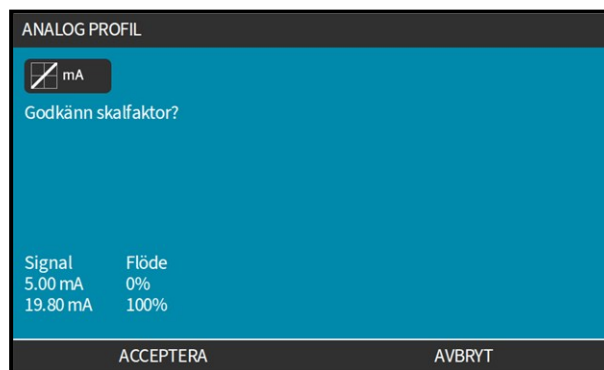 ANALOG PROFIL
mA
Godkänn skalfaktor?
Signal Flöde
5.00 mA 0%
19.80 mA 100%
ACCEPTERA AVBRYT